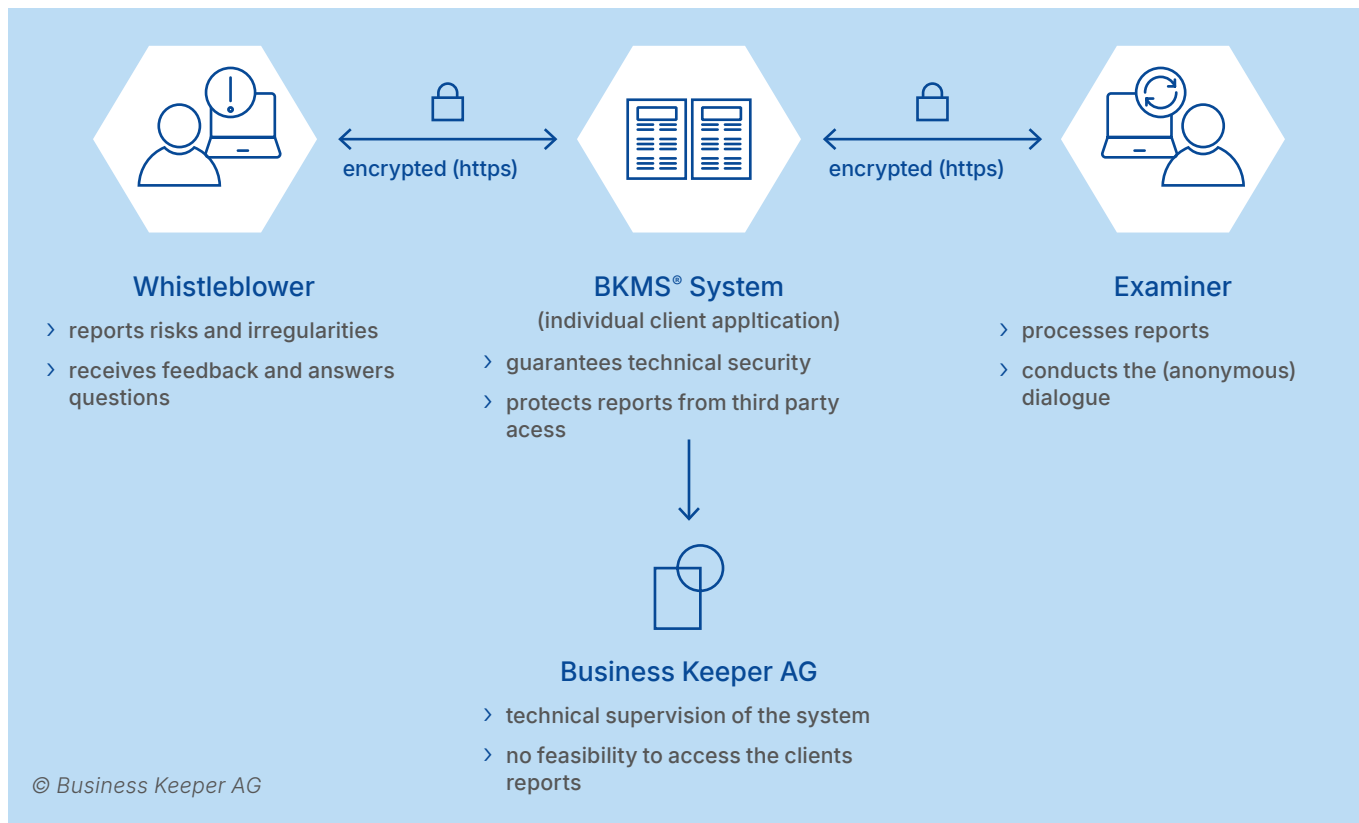 encrypted (https)
encrypted (https)
Whistleblower
reports risks and irregularities
receives feedback and answers
questions
BKMS® System
(individual client appltication)
guarantees technical security
protects reports from third party
acess
Examiner
processes reports
conducts the (anonymous)
dialogue
Business Keeper AG
technical supervision of the system
no feasibility to access the clients
reports
© Business Keeper AG